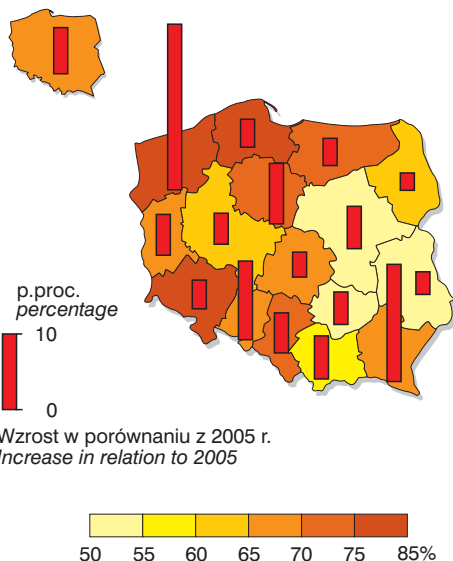 p.proc.
percentage
10
0
Wzrost w porównaniu z 2005 r.
Increase in relation to 2005
50 55 60 65 70 75 85%